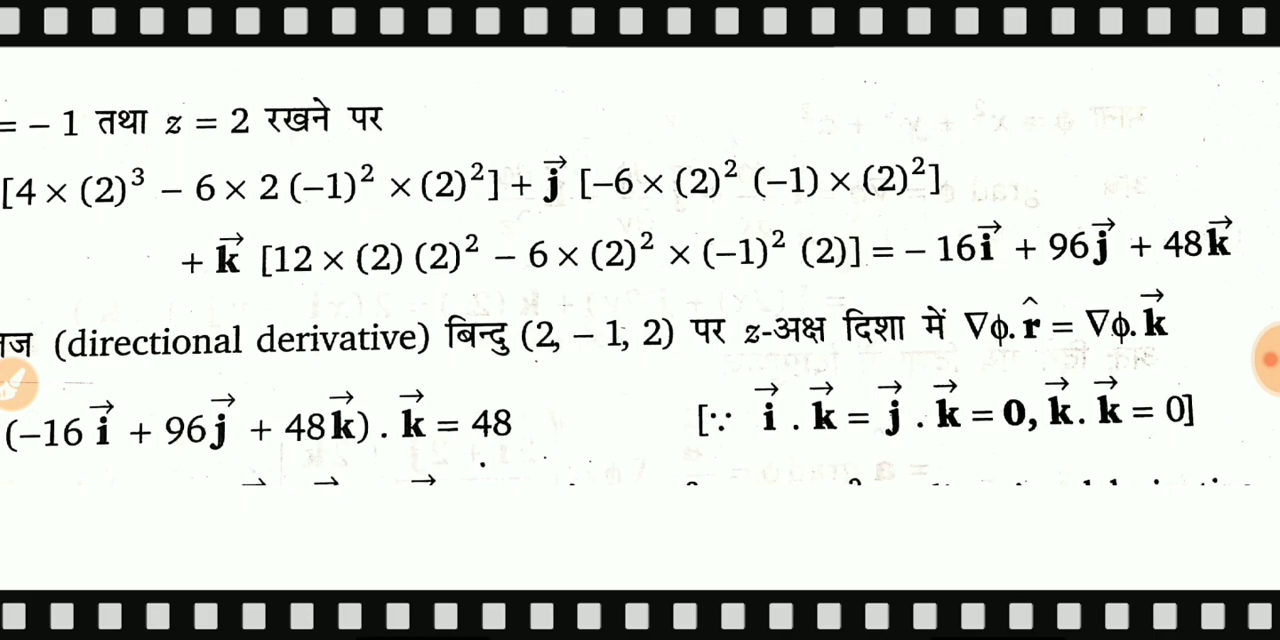 = – 1 तथा z = 2 रखने पर
[4 × (2)³ – 6 × 2 (–1)² × (2)²] + j⃗ [–6 × (2)² (–1) × (2)²]
+ k⃗ [12 × (2) (2)² – 6 × (2)² × (–1)² (2)] = – 16i⃗ + 96j⃗ + 48k⃗
(directional derivative) बिन्दु (2, – 1, 2) पर z-अक्ष दिशा में ∇ϕ. r̂ = ∇ϕ. k⃗
(–16 i⃗ + 96j⃗ + 48k⃗) . k⃗ = 48 [∵ i⃗ . k⃗ = j⃗ . k⃗ = 0, k⃗. k⃗ = 0]